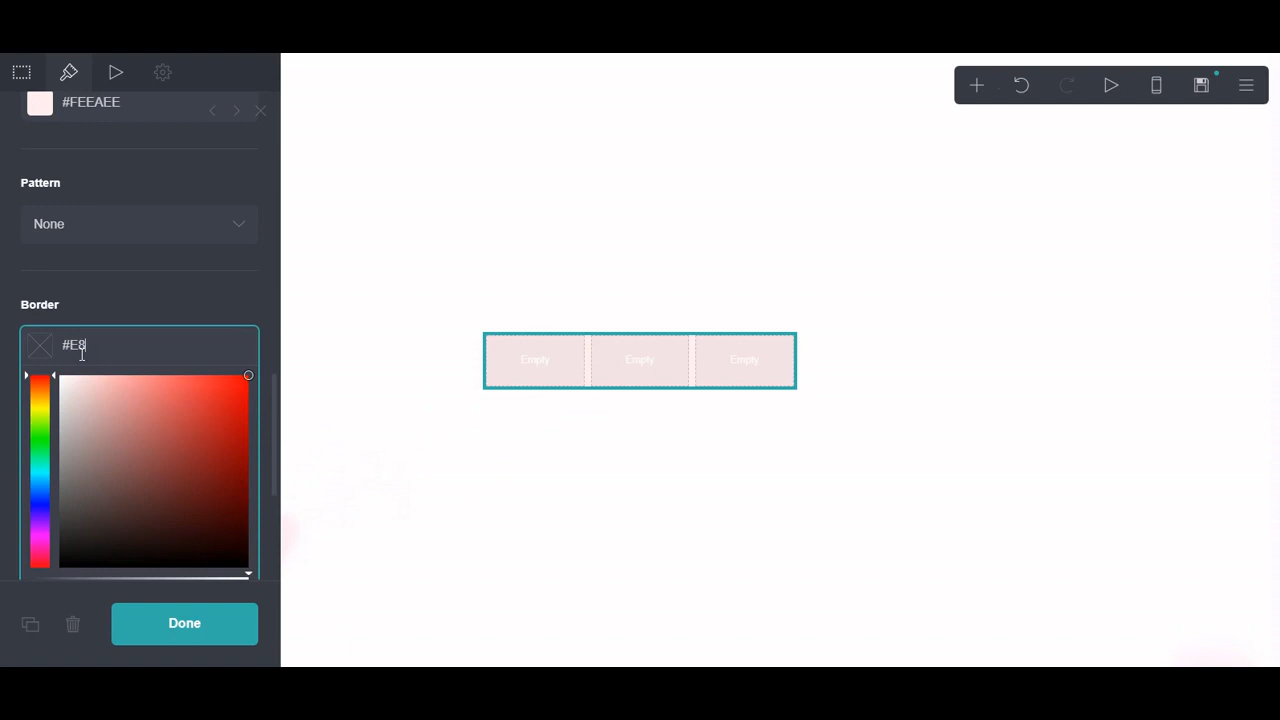 #FEEAEE
Pattern
None
Border
#E8
Empty Empty Empty
Done